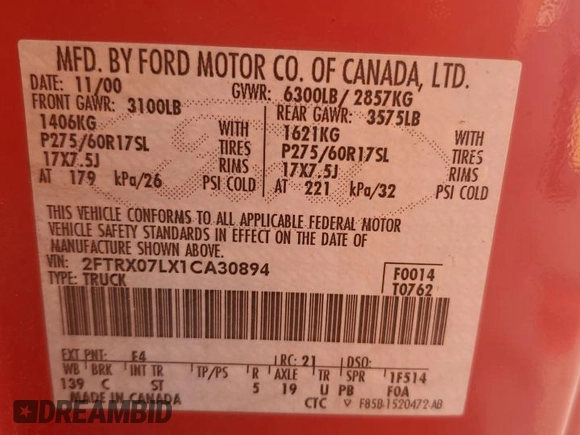 MFD. BY FORD MOTOR CO. OF CANADA, LTD.
DATE: 11/00 GVWR: 6300LB/ 2857KG
FRONT GAWR: 3100LB REAR GAWR: 3575LB
1406KG WITH 1621KG WITH
P275/60R17SL TIRES P275/60R17SL TIRES
17X7.5J RIMS 17X7.5J RIMS
AT 179 kPa/26 PSI COLD AT 221 kPa/32 PSI COLD
THIS VEHICLE CONFORMS TO ALL APPLICABLE FEDERAL MOTOR
VEHICLE SAFETY STANDARDS IN EFFECT ON THE DATE OF
MANUFACTURE SHOWN ABOVE.
VIN: 2FTRX07LX1CA30894 F0014
TYPE: TRUCK T0762
EXT PNT: E4 RC: 21 DSO:
WB BRK INT TR TP/PS R AXLE TR SPR 1F514
139 C ST 5 19 U PB F0A
MADE IN CANADA CTC ▽ F85B-1520472-AB
DREAMBID